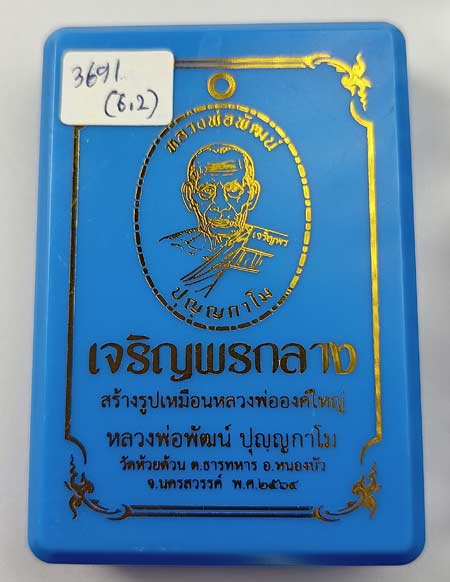 3691
(6,2)
หลวงพ่อพัฒน์
เจริญพร
ปุญฺญกาโม
เจริญพรกลาง
สร้างรูปเหมือนหลวงพ่อองค์ใหญ่
หลวงพ่อพัฒน์ ปุญฺญกาโม
วัดห้วยด้วน ต.ธารทหาร อ.หนองบัว
จ.นครสวรรค์ พ.ศ.๒๕๖๔